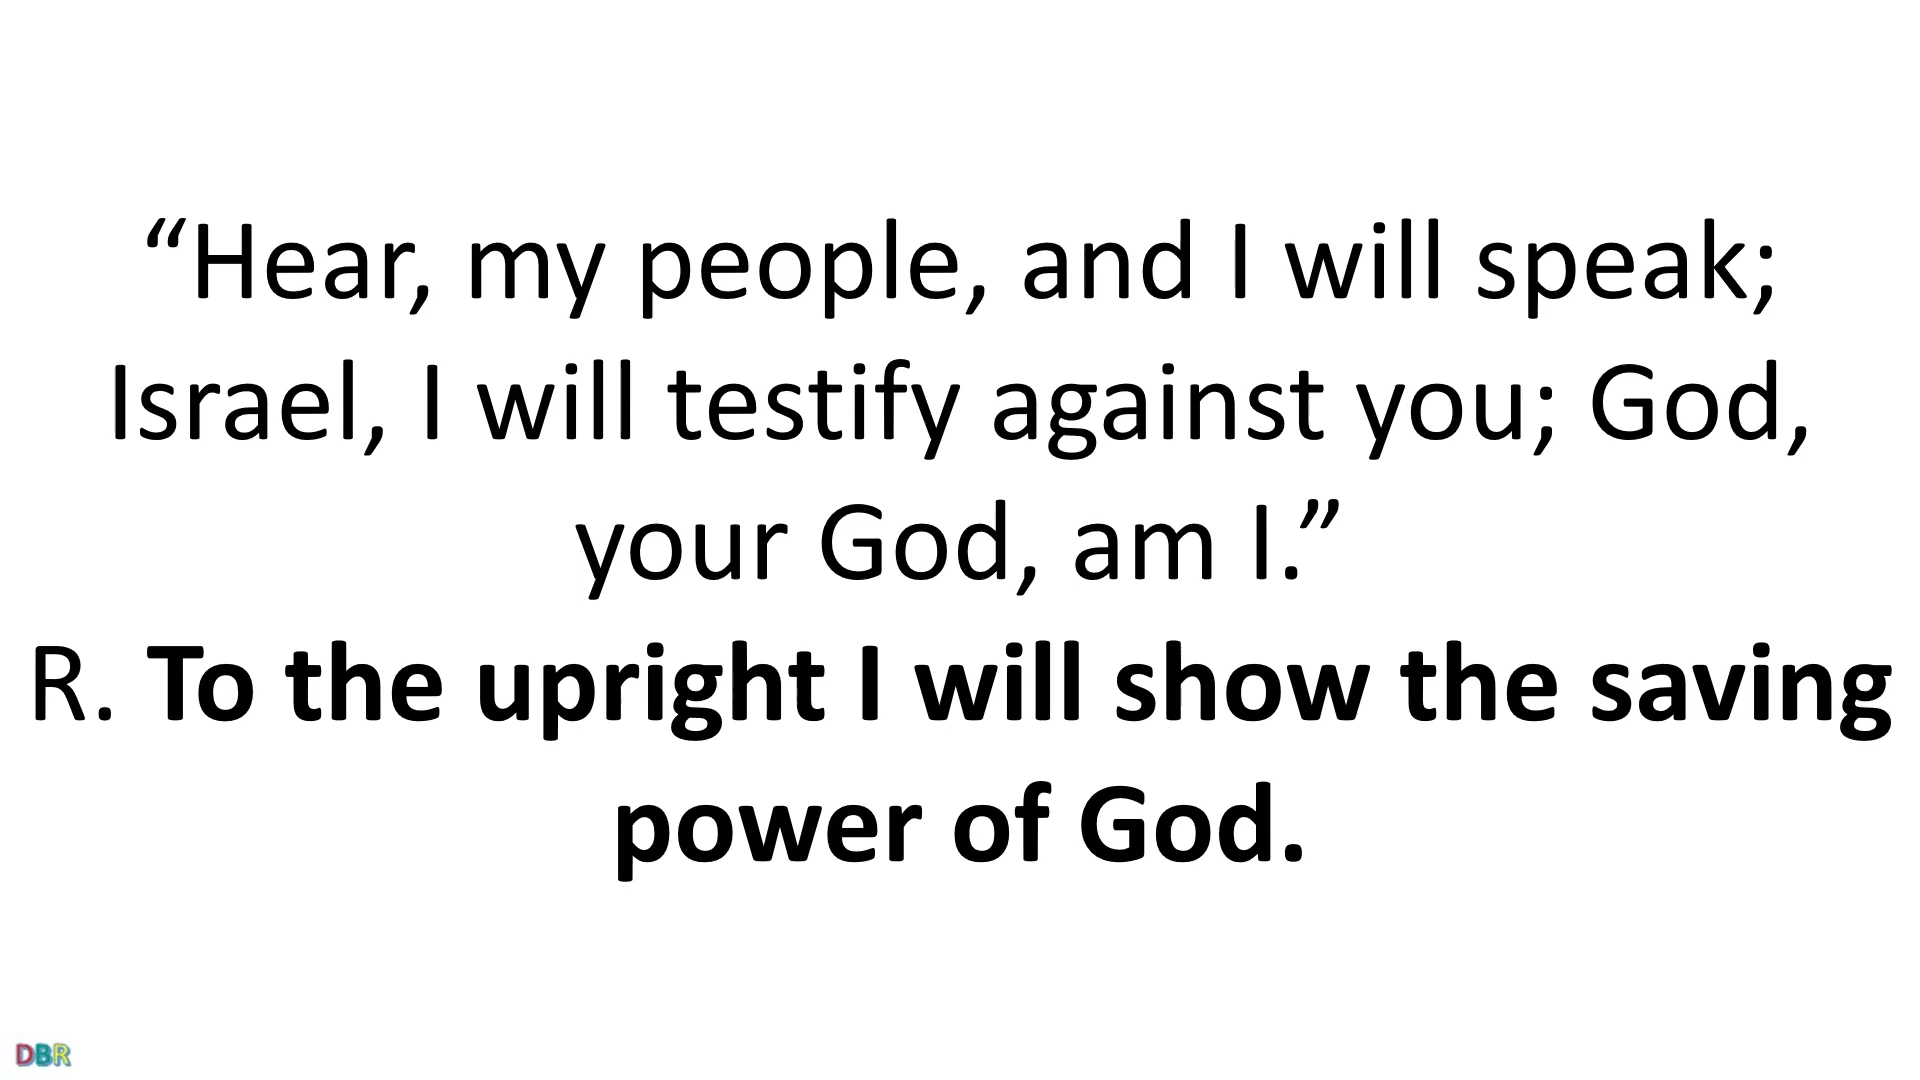 “Hear, my people, and I will speak;
Israel, I will testify against you; God,
your God, am I.”
R. To the upright I will show the saving
power of God.
DBR